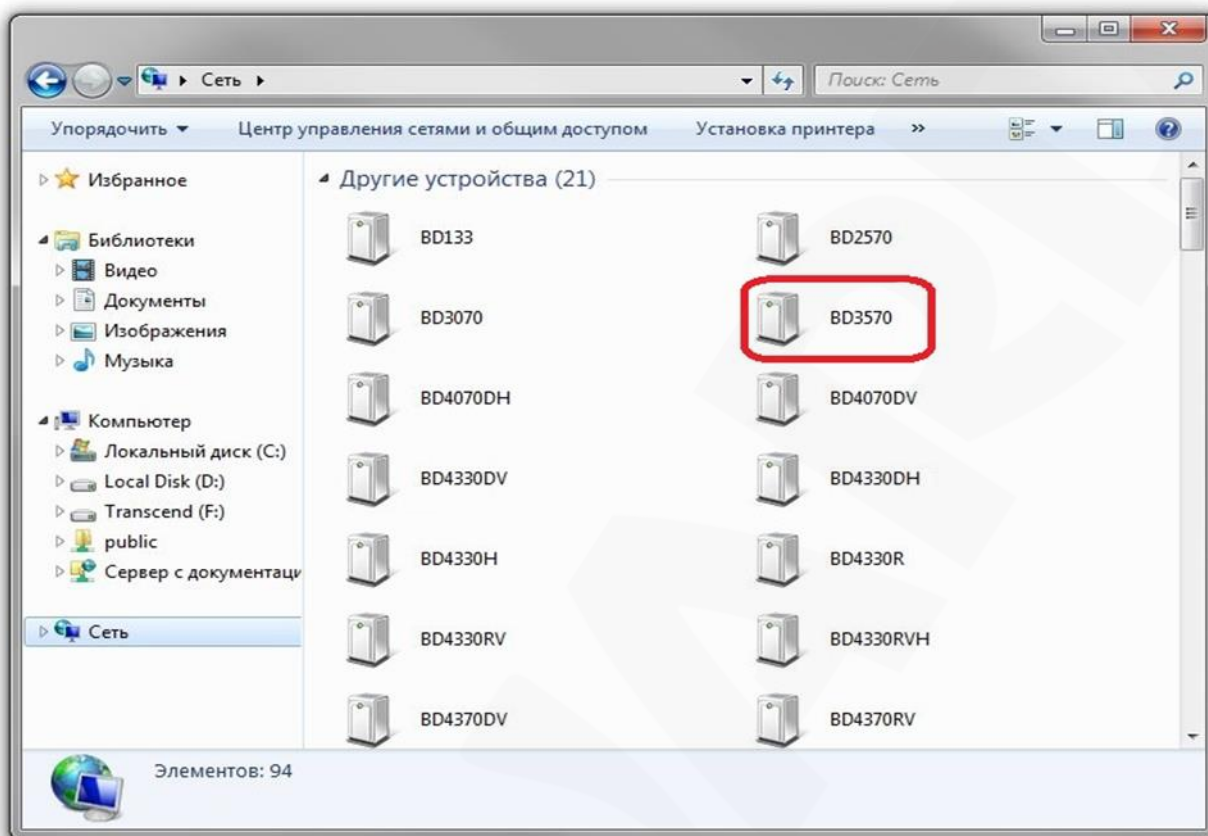 Сеть
Поиск: Сеть
Упорядочить
Центр управления сетями и общим доступом
Установка принтера
»
Избранное
Библиотеки
Видео
Документы
Изображения
Музыка
Компьютер
Локальный диск (C:)
Local Disk (D:)
Transcend (F:)
public
Сервер с документаци
Сеть
Другие устройства (21)
BD133
BD2570
BD3070
BD3570
BD4070DH
BD4070DV
BD4330DV
BD4330DH
BD4330H
BD4330R
BD4330RV
BD4330RVH
BD4370DV
BD4370RV
Элементов: 94